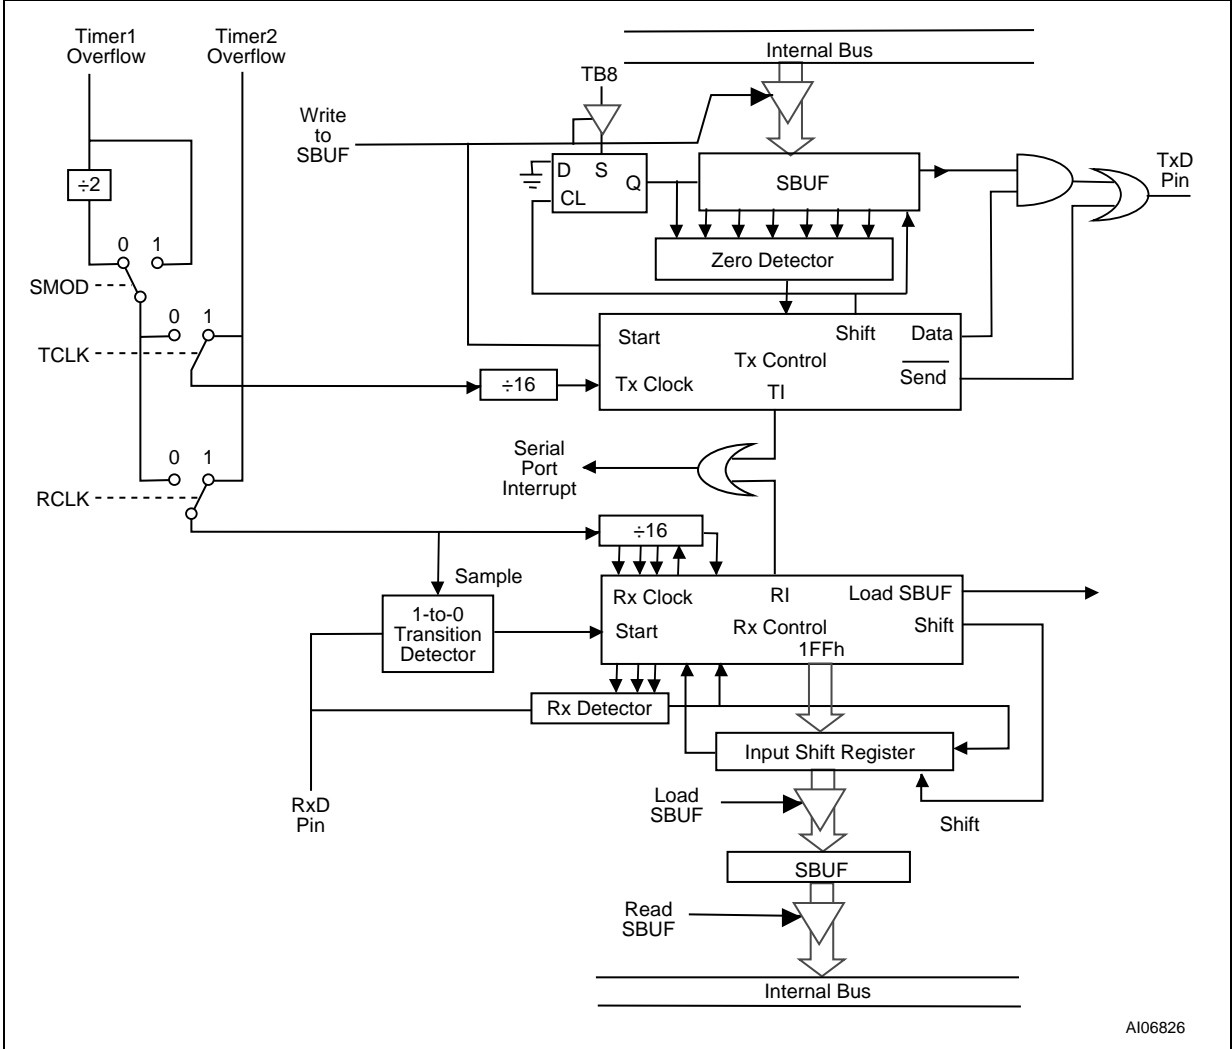 Timer1
Overflow
Timer2
Overflow
Internal Bus
TB8
Write
to
SBUF
÷2
D
S
Q
CL
SBUF
TxD
Pin
Zero Detector
0
1
SMOD
0
1
TCLK
÷16
Start
Shift
Data
Tx Control
Send
Tx Clock
TI
Serial
Port
Interrupt
0
1
RCLK
÷16
Sample
1-to-0
Transition
Detector
Rx Clock
RI
Load SBUF
Start
Rx Control
Shift
1FFh
Rx Detector
Input Shift Register
RxD
Pin
Load
SBUF
Shift
SBUF
Read
SBUF
Internal Bus
AI06826